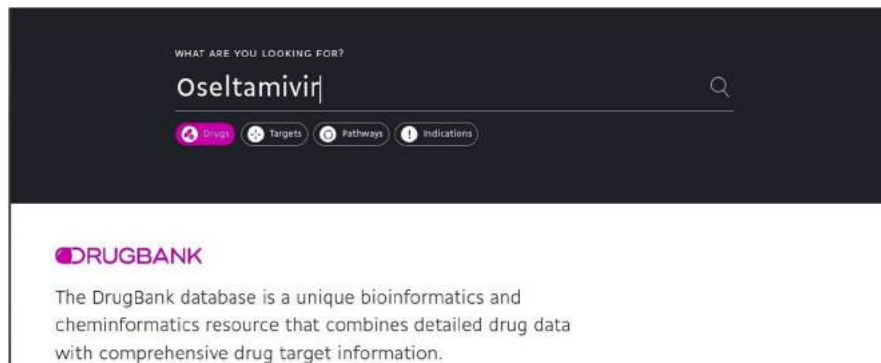 WHAT ARE YOU LOOKING FOR?
Oseltamivir
Drugs Targets Pathways Indications
DRUGBANK
The DrugBank database is a unique bioinformatics and
cheminformatics resource that combines detailed drug data
with comprehensive drug target information.